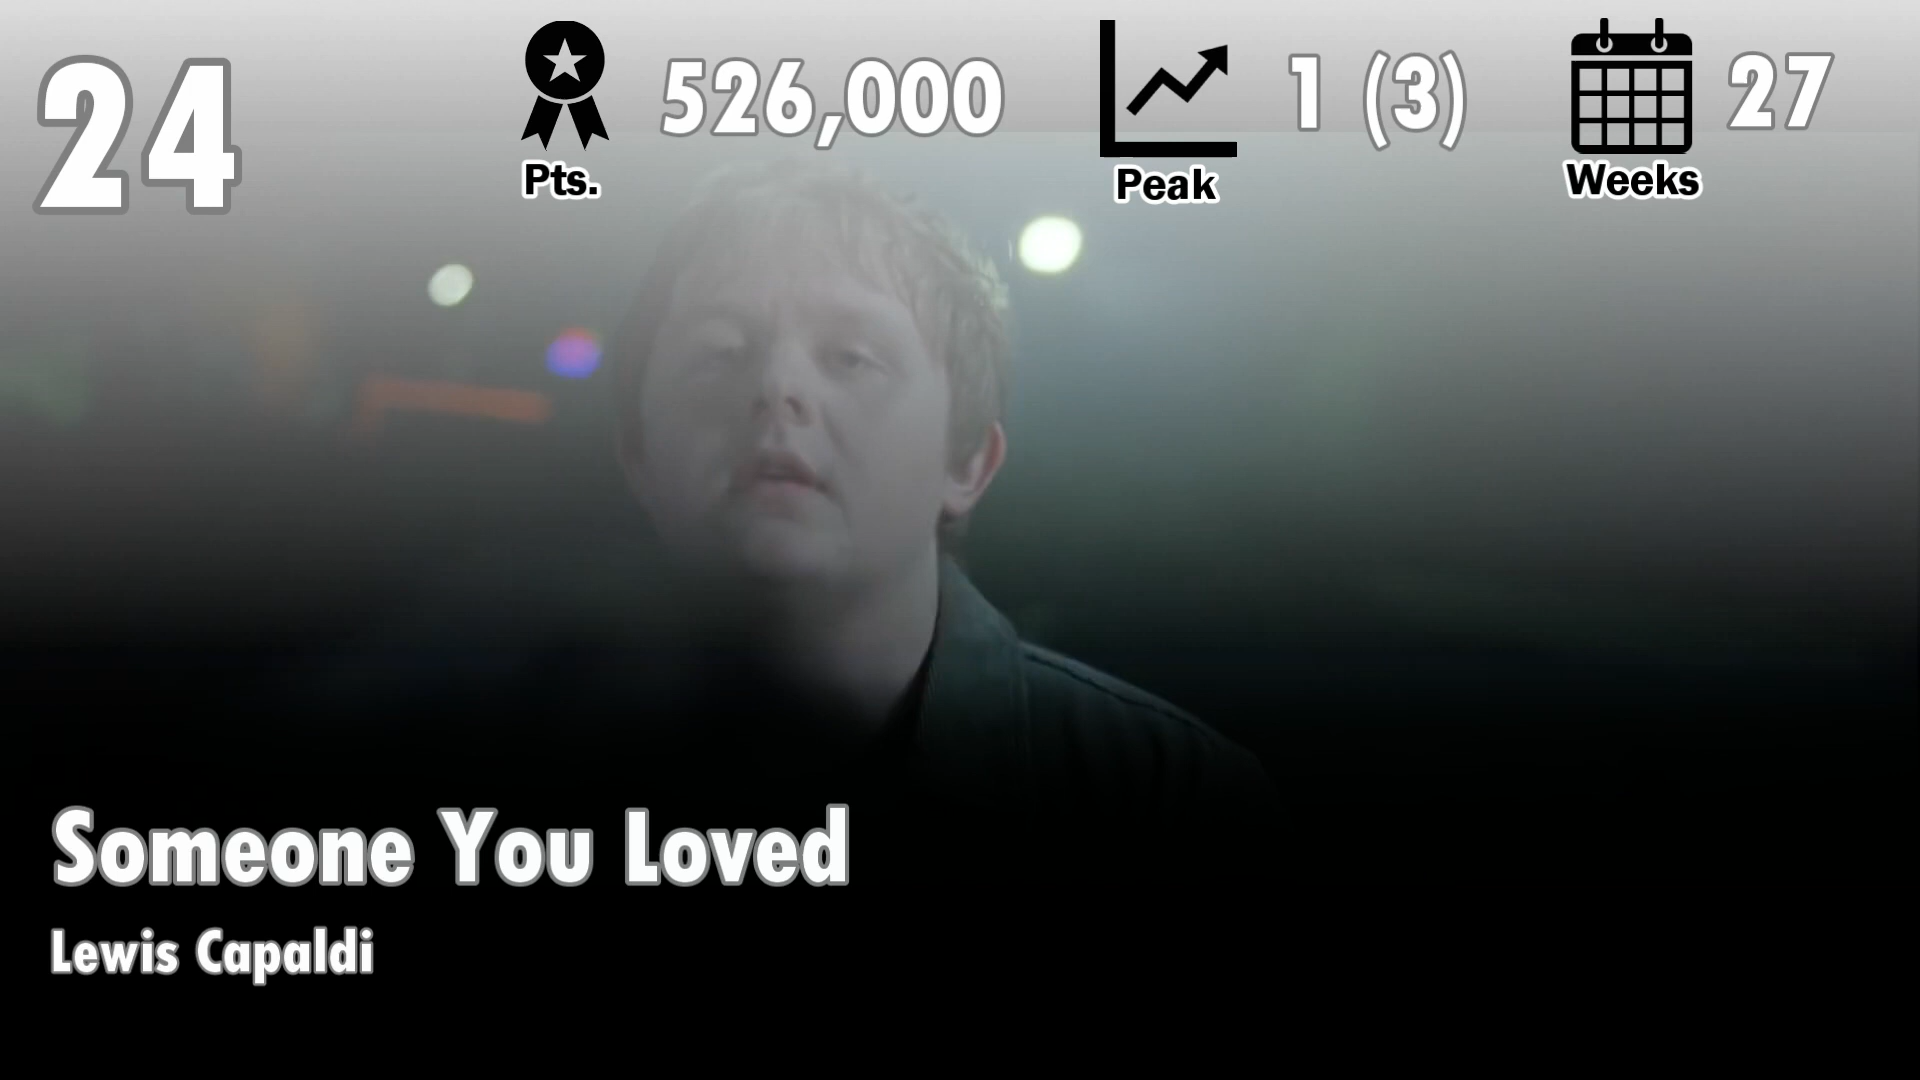 24
526,000
1 (3)
27
Pts.
Peak
Weeks
Someone You Loved
Lewis Capaldi